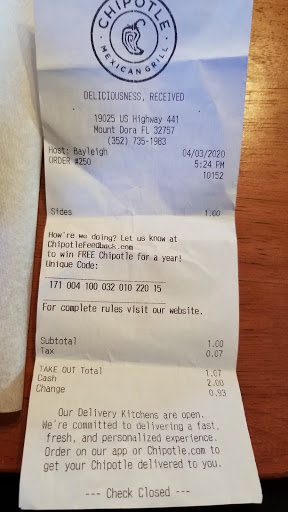 CHIPOTLE
MEXICAN GRILL
DELICIOUSNESS, RECEIVED
19025 US Highway 441
Mount Dora FL 32757
(352) 735-1983
Host: Bayleigh 04/03/2020
ORDER #250 5:24 PM
10152
Sides 1.00
How're we doing? Let us know at
ChipotleFeedback.com
to win FREE Chipotle for a year!
Unique Code:
171 004 100 032 010 220 15
For complete rules visit our website.
Subtotal 1.00
Tax 0.07
TAKE OUT Total 1.07
Cash 2.00
Change 0.93
Our Delivery Kitchens are open.
We're committed to delivering a fast,
fresh, and personalized experience.
Order on our app or Chipotle.com to
get your Chipotle delivered to you.
--- Check Closed ---